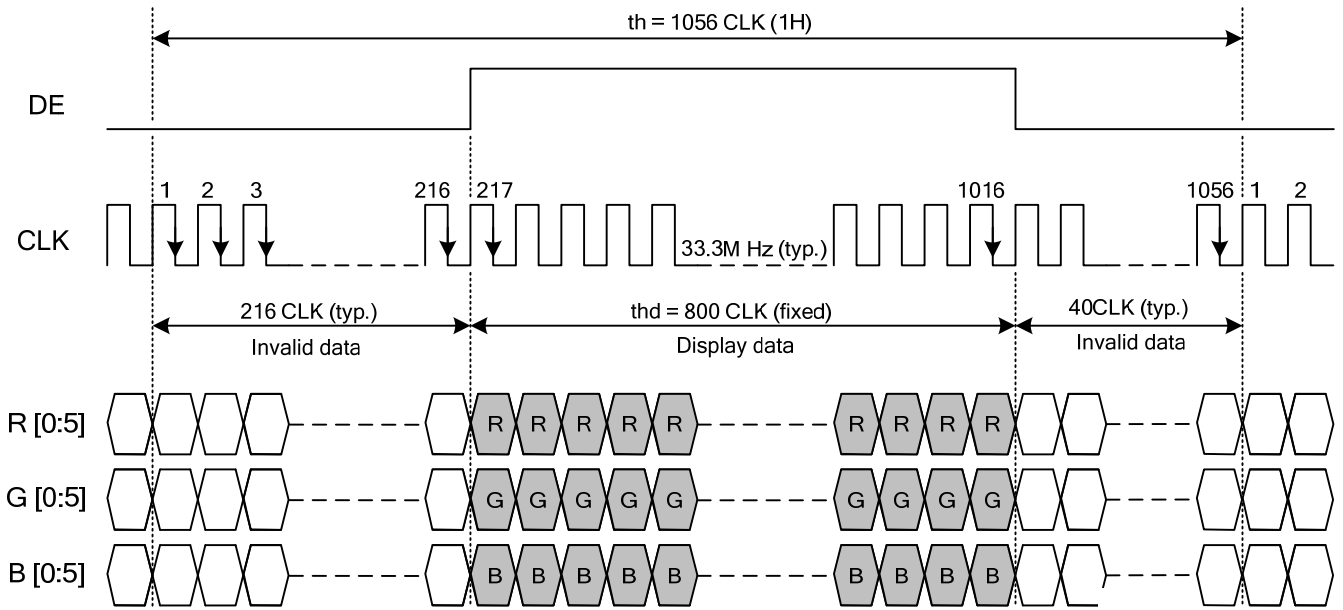 th = 1056 CLK (1H)
DE
1 2 3 216 217 1016 1056 1 2
CLK
33.3M Hz (typ.)
216 CLK (typ.) thd = 800 CLK (fixed) 40CLK (typ.)
Invalid data Display data Invalid data
R [0:5] R R R R R R R R R
G [0:5] G G G G G G G G G
B [0:5] B B B B B B B B B